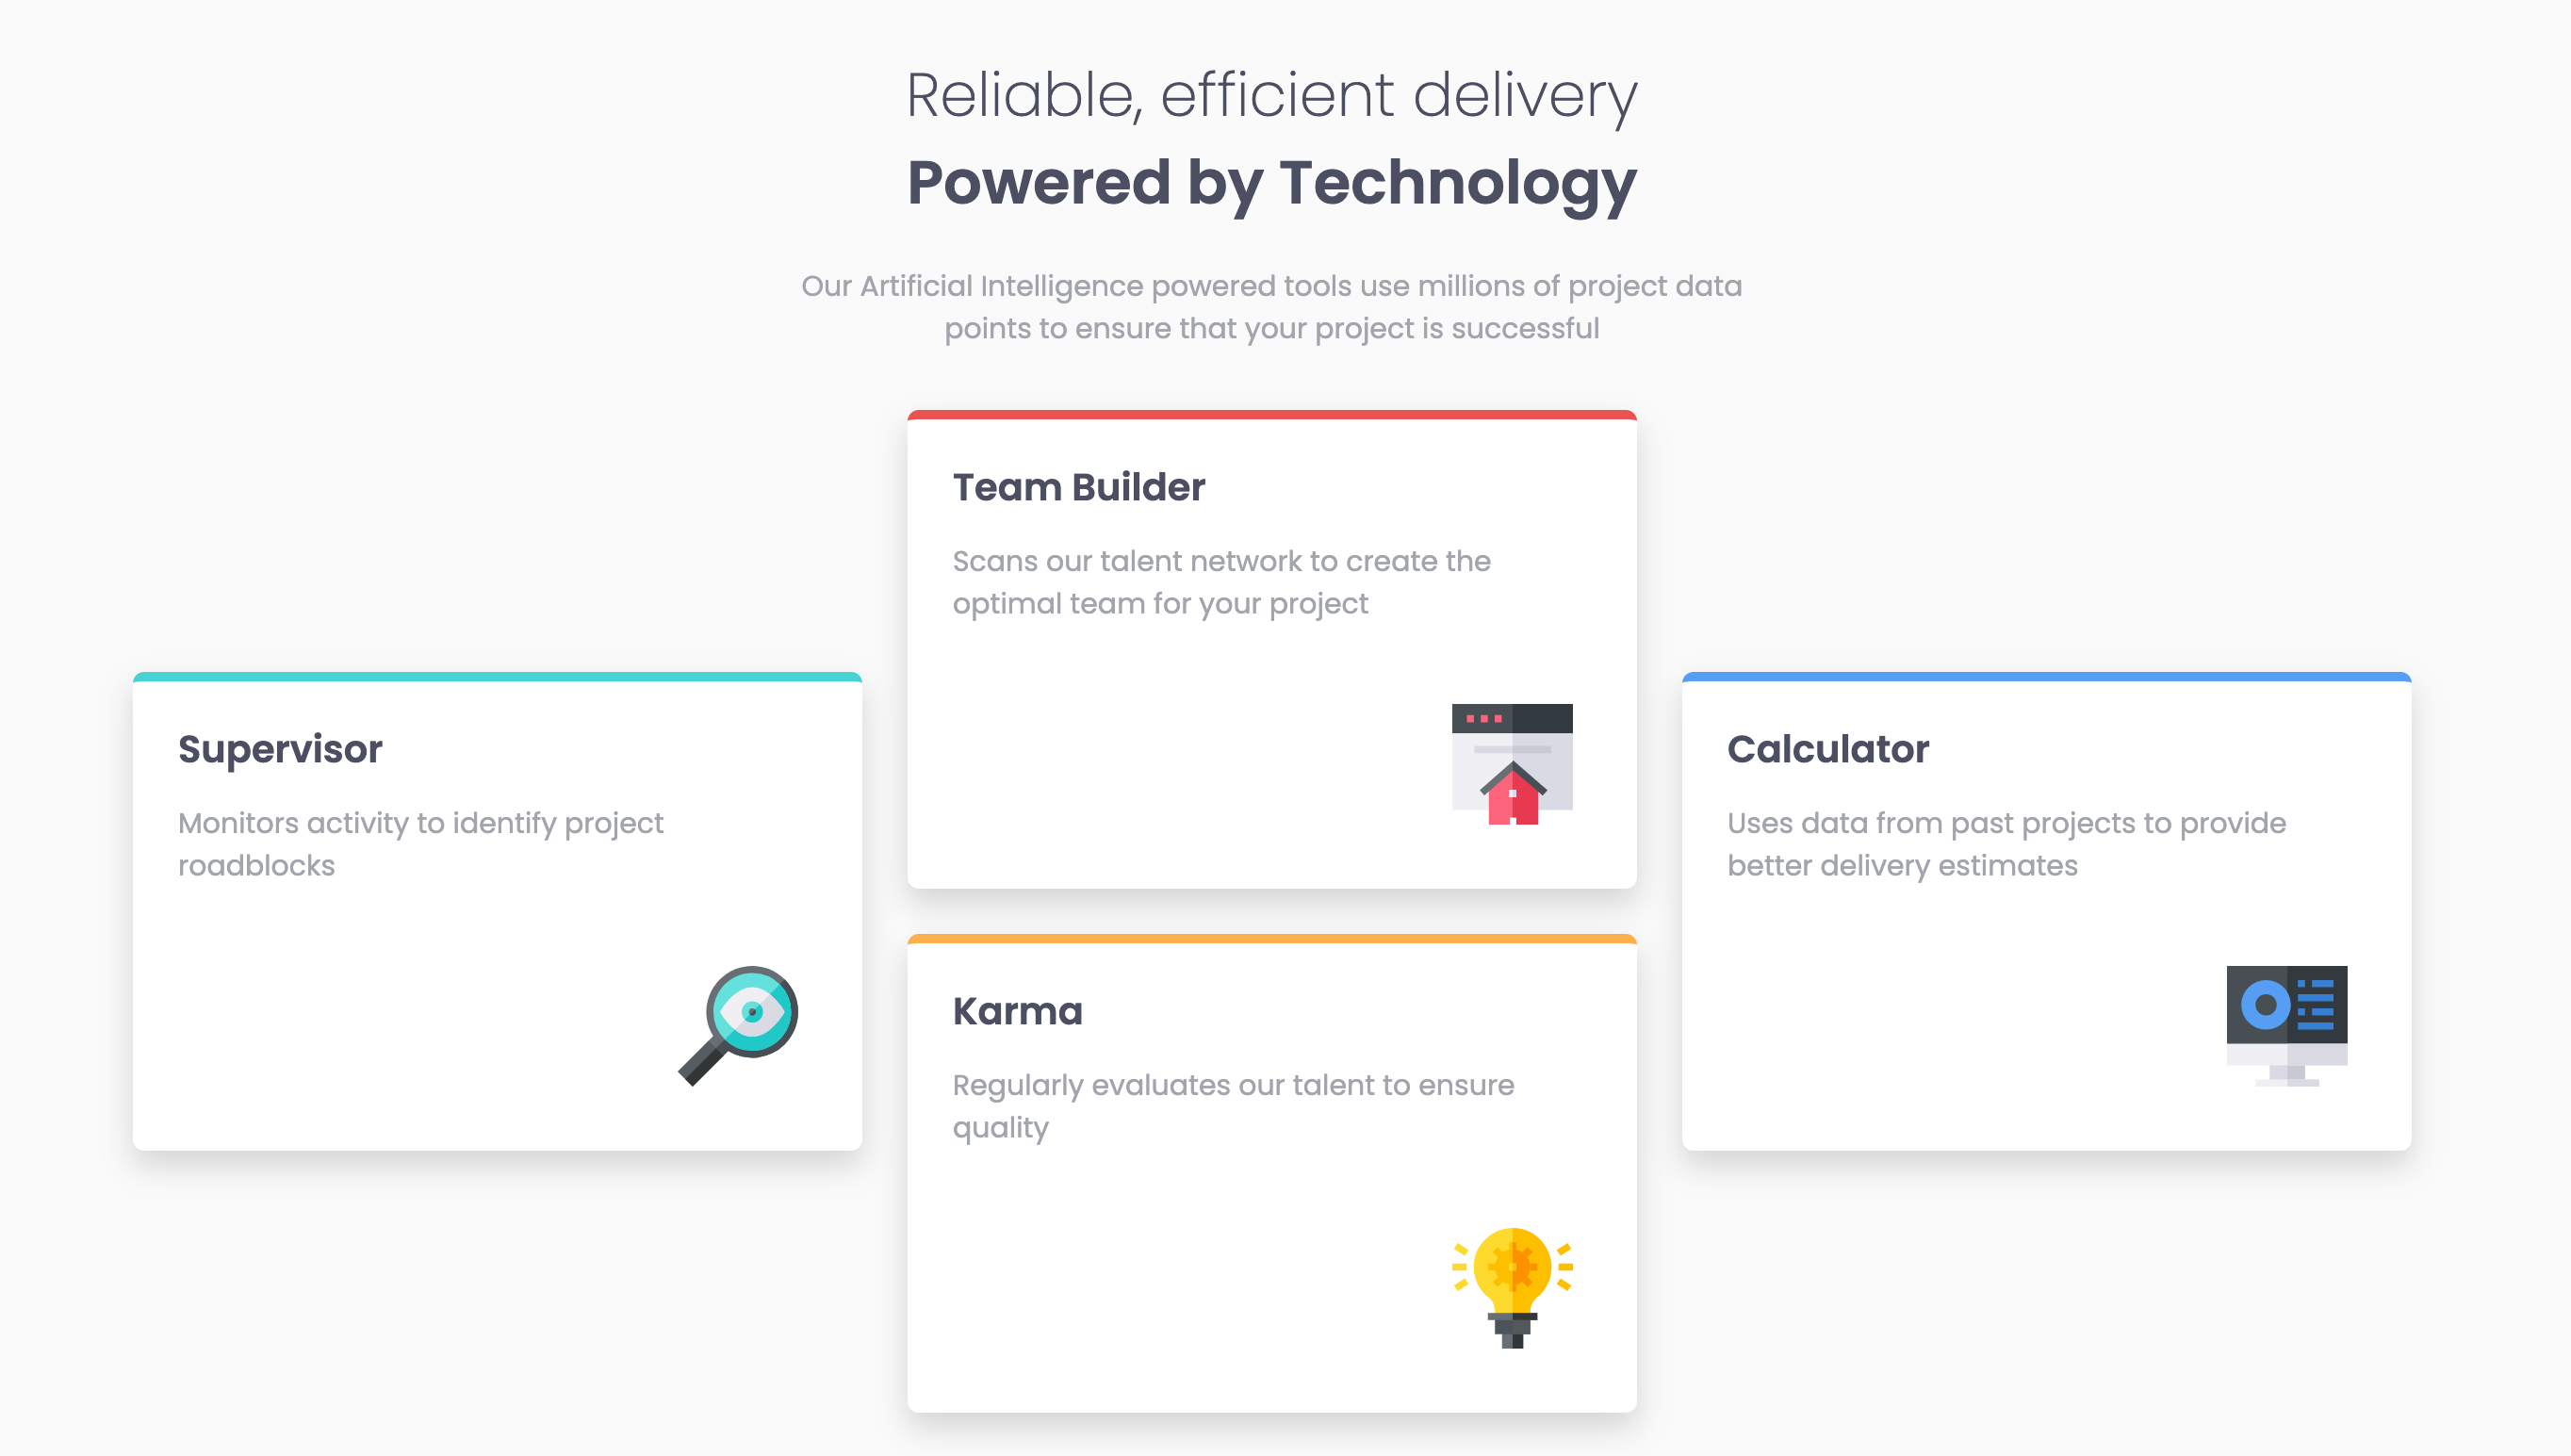 Reliable, efficient delivery
Powered by Technology
Our Artificial Intelligence powered tools use millions of project data
points to ensure that your project is successful
Supervisor
Monitors activity to identify project
roadblocks
Team Builder
Scans our talent network to create the
optimal team for your project
Karma
Regularly evaluates our talent to ensure
quality
Calculator
Uses data from past projects to provide
better delivery estimates